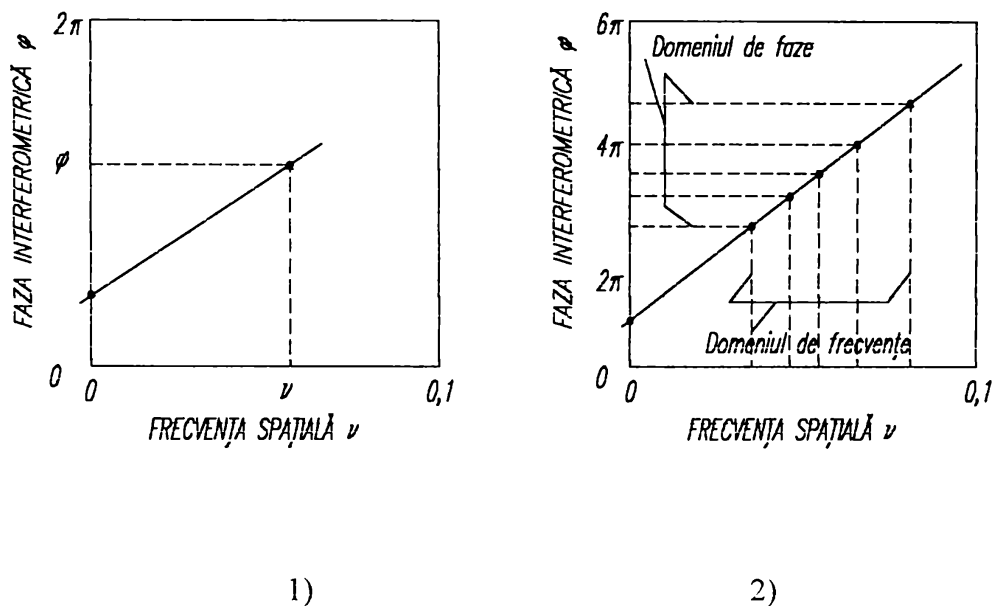 2π
FAZA INTERFEROMETRICĂ φ
φ
0
0
ν
0,1
FRECVENȚA SPAȚIALĂ ν
1)
6π
Domeniul de faze
FAZA INTERFEROMETRICĂ φ
4π
2π
Domeniul de frecvențe
0
0
0,1
FRECVENȚA SPAȚIALĂ ν
2)